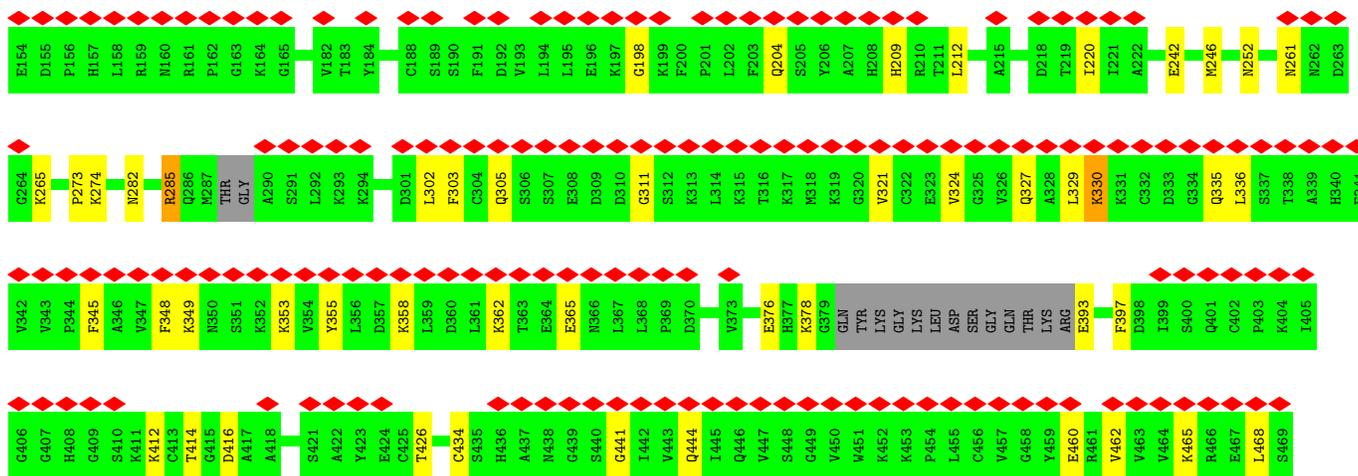 E154 D155 P156 H157 L158 R159 N160 R161 P162 G163 K164 G165 V182 T183 Y184 C188 S189 S190 F191 D192 V193 L194 L195 E196 K197 G198 K199 F200 P201 L202 F203 Q204 S205 Y206 A207 H208 H209 R210 T211 L212 A215 D218 T219 I220 I221 A222 E242 M246 N252 N261 N262 D263
G264 K265 P273 K274 N282 R285 Q286 M287 THR GLY A290 S291 L292 K293 K294 D301 L302 F303 C304 Q305 S306 S307 E308 D309 D310 G311 S312 K313 L314 K315 T316 K317 M318 K319 G320 V321 C322 E323 V324 G325 V326 Q327 A328 L329 K330 K331 C332 D333 G334 Q335 L336 S337 T338 A339 H340
V342 V343 P344 F345 A346 V347 F348 K349 N350 S351 K352 K353 V354 Y355 L356 D357 K358 L359 D360 L361 K362 T363 E364 E365 N366 L367 L368 P369 D370 V373 E376 H377 K378 G379 GLN TYR LYS GLY LYS LEU ASP SER GLY GLN THR LYS ARG E393 F397 D398 I399 S400 Q401 C402 P403 K404 I405
G406 G407 H408 G409 S410 K411 K412 C413 T414 G415 D416 A417 A418 S421 A422 Y423 E424 C425 T426 C434 S435 H436 A437 N438 G439 S440 G441 I442 V443 Q444 I445 Q446 V447 S448 G449 V450 W451 K452 K453 P454 L455 C456 V457 G458 Y459 E460 R461 V462 V463 V464 K465 R466 E467 L468 S469